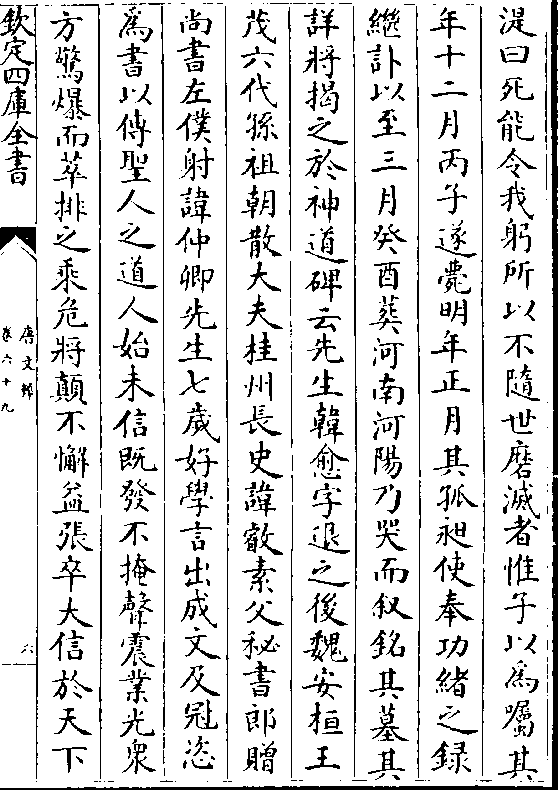 湜曰死能令我躬所以不隨世磨滅者惟子以爲囑其
年十二月丙子遂薨明年正月其孤昶使奉功緒之録
繼訃以至三月癸酉葬河南河陽乃哭而叙銘其墓其
詳將揭之於神道碑云先生韓愈字退之後魏安桓王
茂六代孫祖朝散大夫桂州長史諱叡素父秘書郎贈
尚書左僕射諱仲卿先生七歲好學言出成文及冠恣
爲書以傳聖人之道人始未信既發不掩聲震業光衆
方驚爆而萃排之乘危將顛不懈益張卒大信於天下
欽定四庫全書
唐文粹
卷六十九
六